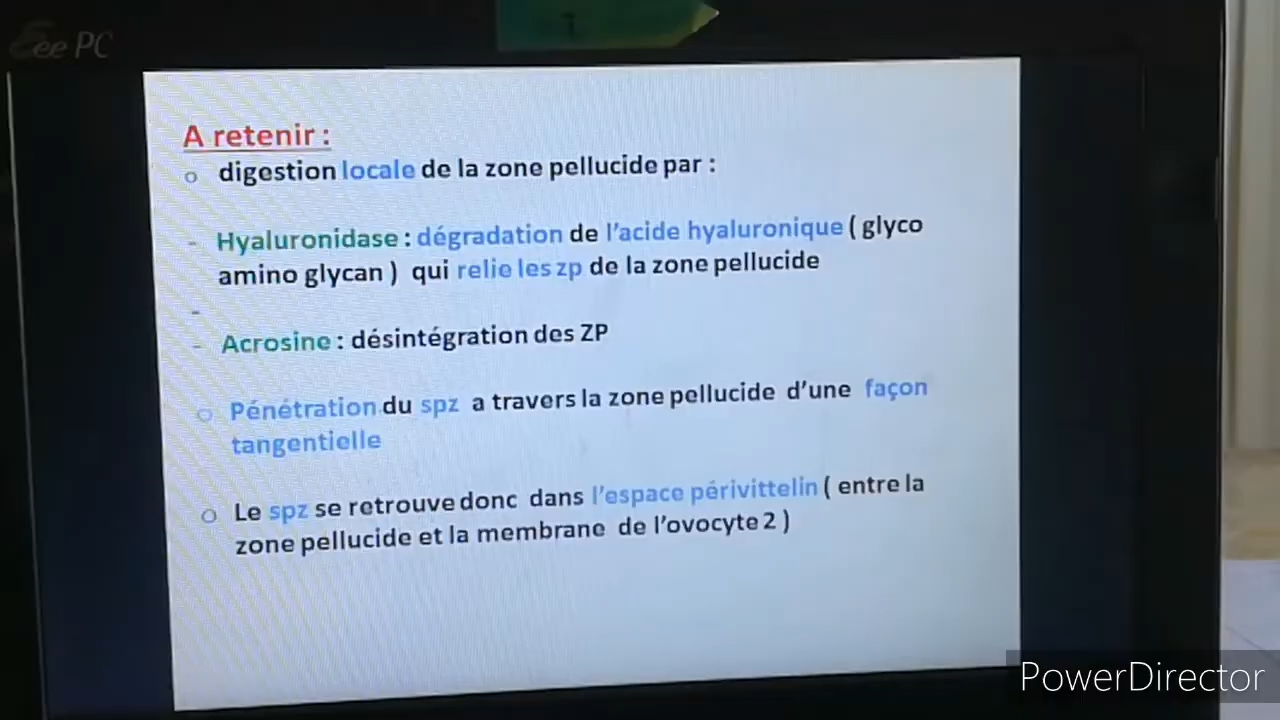 Eee PC
A retenir :
digestion locale de la zone pellucide par :
- Hyaluronidase : dégradation de l'acide hyaluronique ( glyco
amino glycan ) qui relie les zp de la zone pellucide
-
- Acrosine : désintégration des ZP
Pénétration du spz a travers la zone pellucide d'une façon
tangentielle
Le spz se retrouve donc dans l'espace périvittelin ( entre la
zone pellucide et la membrane de l'ovocyte 2 )
PowerDirector